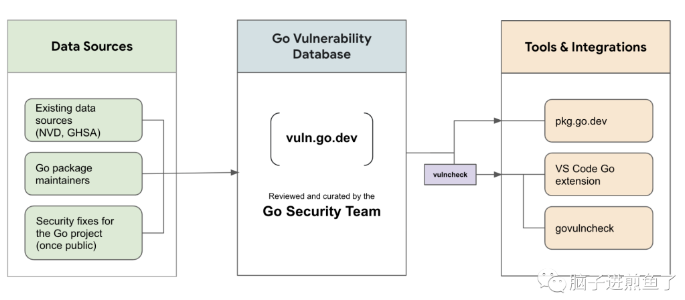 Data Sources
Existing data
sources
(NVD, GHSA)
Go package
maintainers
Security fixes for
the Go project
(once public)
Go Vulnerability
Database
vuln.go.dev
Reviewed and curated by the
Go Security Team
vulncheck
Tools & Integrations
pkg.go.dev
VS Code Go
extension
govulncheck
脑子进煎鱼了